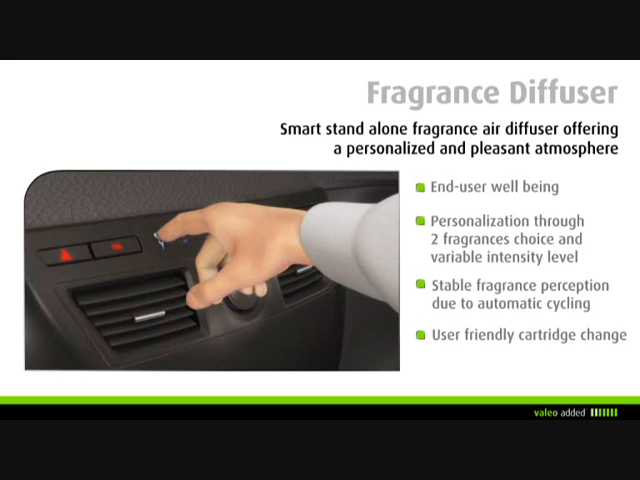 Fragrance Diffuser
Smart stand alone fragrance air diffuser offering
a personalized and pleasant atmosphere
End-user well being
Personalization through
2 fragrances choice and
variable intensity level
Stable fragrance perception
due to automatic cycling
User friendly cartridge change
valeo added